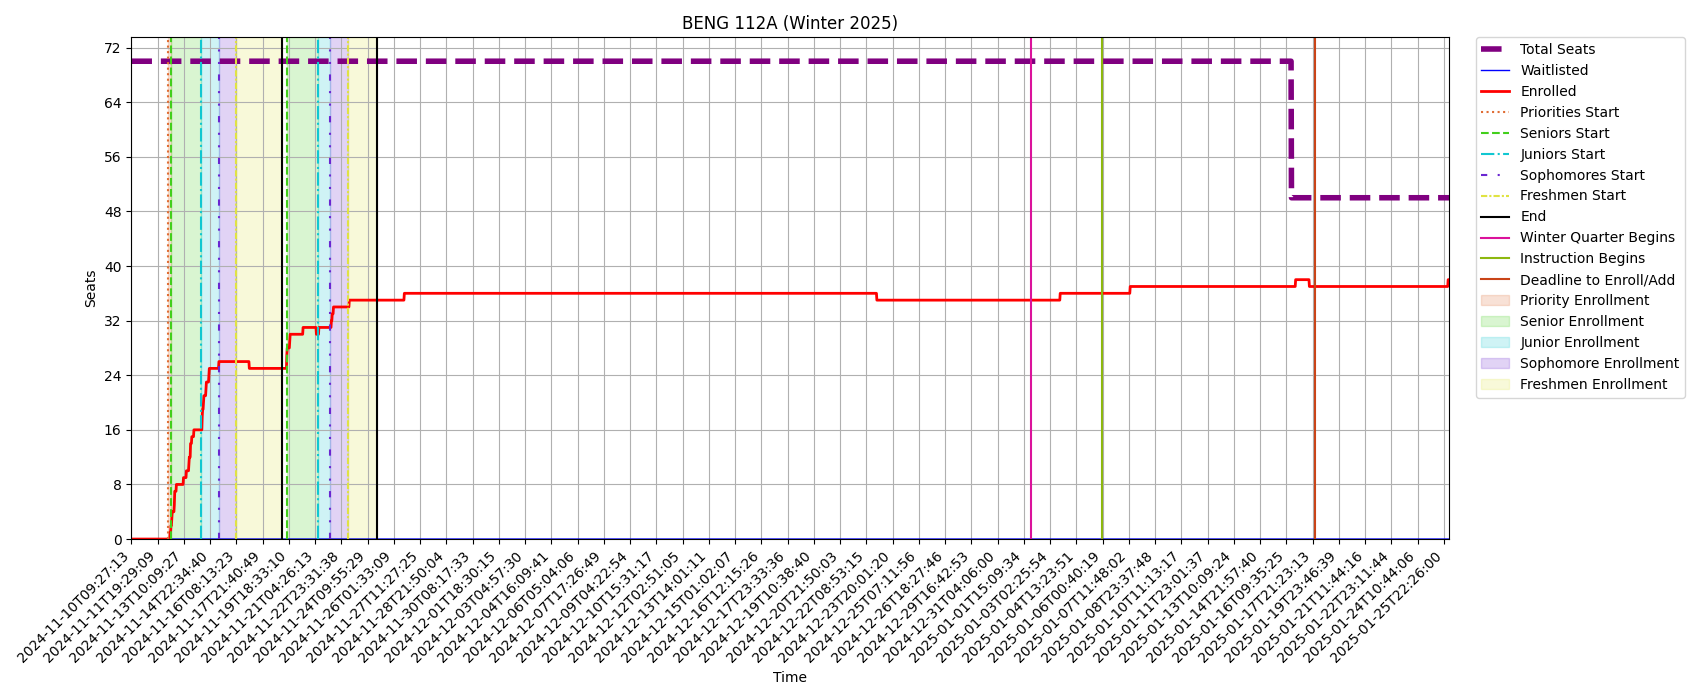 BENG 112A (Winter 2025)
Seats
72
64
56
48
40
32
24
16
8
0
2024-11-10T09:27:13
2024-11-11T19:29:09
2024-11-13T10:09:27
2024-11-14T22:34:40
2024-11-16T08:13:23
2024-11-17T21:40:49
2024-11-19T18:33:10
2024-11-21T04:26:13
2024-11-22T23:31:38
2024-11-24T09:55:29
2024-11-26T01:33:09
2024-11-27T11:27:25
2024-11-28T21:50:04
2024-11-30T08:17:33
2024-12-01T18:30:15
2024-12-03T04:57:30
2024-12-04T16:09:41
2024-12-06T05:04:06
2024-12-07T17:26:49
2024-12-09T04:22:54
2024-12-10T15:31:17
2024-12-12T02:51:05
2024-12-13T14:01:11
2024-12-15T01:02:07
2024-12-16T12:15:26
2024-12-17T23:33:36
2024-12-19T10:38:40
2024-12-20T21:50:03
2024-12-22T08:53:15
2024-12-23T20:01:20
2024-12-25T07:11:56
2024-12-26T18:27:46
2024-12-29T16:42:53
2024-12-31T04:06:00
2025-01-01T15:09:34
2025-01-03T02:25:54
2025-01-04T13:23:51
2025-01-06T00:40:19
2025-01-07T11:48:02
2025-01-08T23:37:48
2025-01-10T11:13:17
2025-01-11T23:01:37
2025-01-13T10:09:24
2025-01-14T21:57:40
2025-01-16T09:35:25
2025-01-17T21:23:13
2025-01-19T23:46:39
2025-01-21T11:44:16
2025-01-22T23:11:44
2025-01-24T10:44:06
2025-01-25T22:26:00
Time
Total Seats
Waitlisted
Enrolled
Priorities Start
Seniors Start
Juniors Start
Sophomores Start
Freshmen Start
End
Winter Quarter Begins
Instruction Begins
Deadline to Enroll/Add
Priority Enrollment
Senior Enrollment
Junior Enrollment
Sophomore Enrollment
Freshmen Enrollment